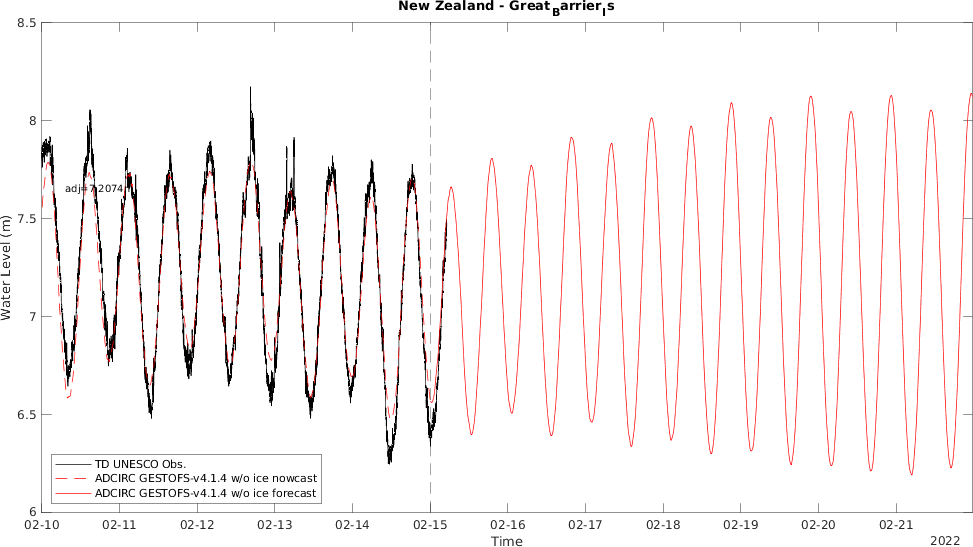 New Zealand - Great_Barrier_Is
8.5
8
7.5
7
6.5
6
Water Level (m)
adj=7.2074
TD UNESCO Obs.
ADCIRC GESTOFS-v4.1.4 w/o ice nowcast
ADCIRC GESTOFS-v4.1.4 w/o ice forecast
02-10 02-11 02-12 02-13 02-14 02-15 02-16 02-17 02-18 02-19 02-20 02-21
Time
2022